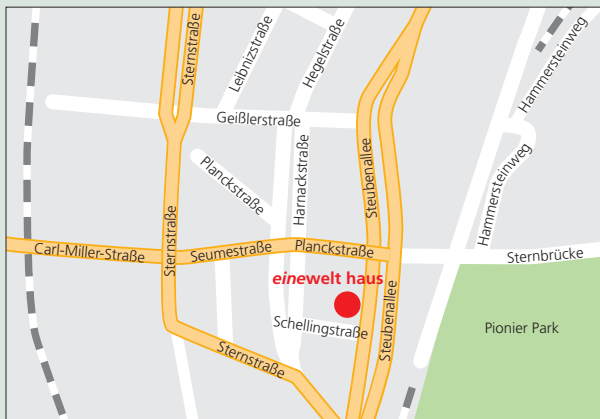 Leibnizstraße
Hegelstraße
Sternstraße
Hammersteinweg
Geißlerstraße
Steubenallee
Harnackstraße
Planckstraße
Hammersteinweg
Sternstraße
Carl-Miller-Straße
Seumestraße
Planckstraße
Sternbrücke
einewelt haus
Steubenallee
Schellingstraße
Pionier Park
Sternstraße